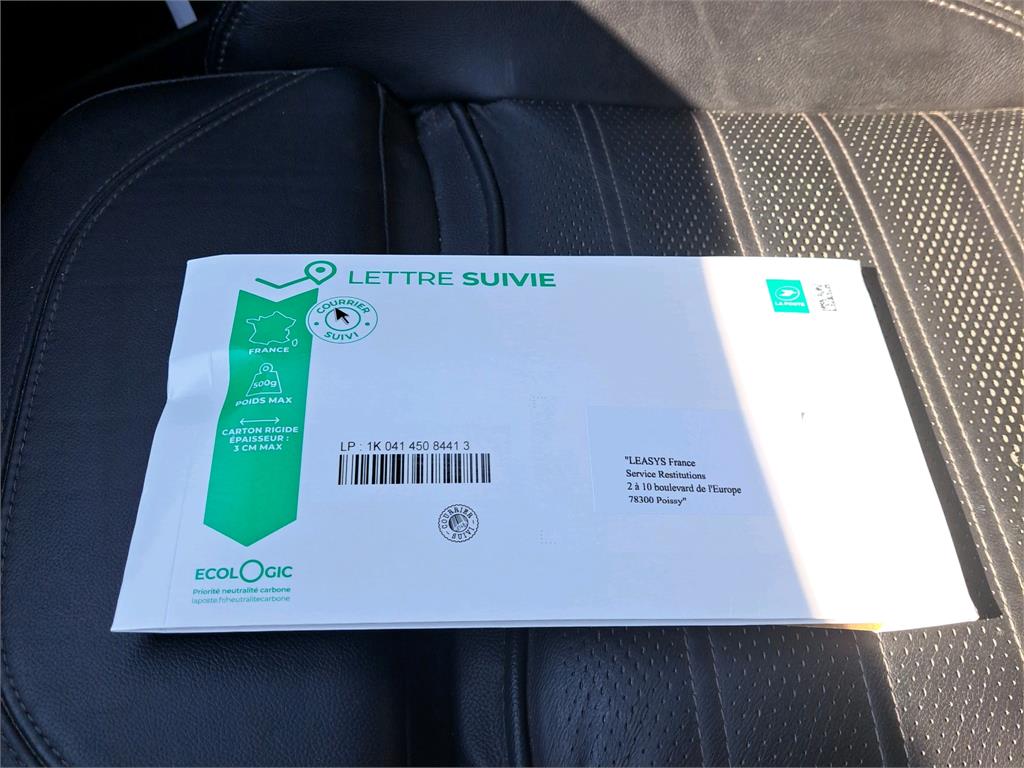 LETTRE SUIVIE
COURRIER
SUIVI
LA POSTE
FRANCE
500g
POIDS MAX
CARTON RIGIDE
ÉPAISSEUR :
3 CM MAX
LP : 1K 041 450 8441 3
"LEASYS France
Service Restitutions
2 à 10 boulevard de l'Europe
78300 Poissy"
COURRIER
SUIVI
ECOLOGIC
Priorité neutralité carbone
laposte.fr/neutralitecarbone